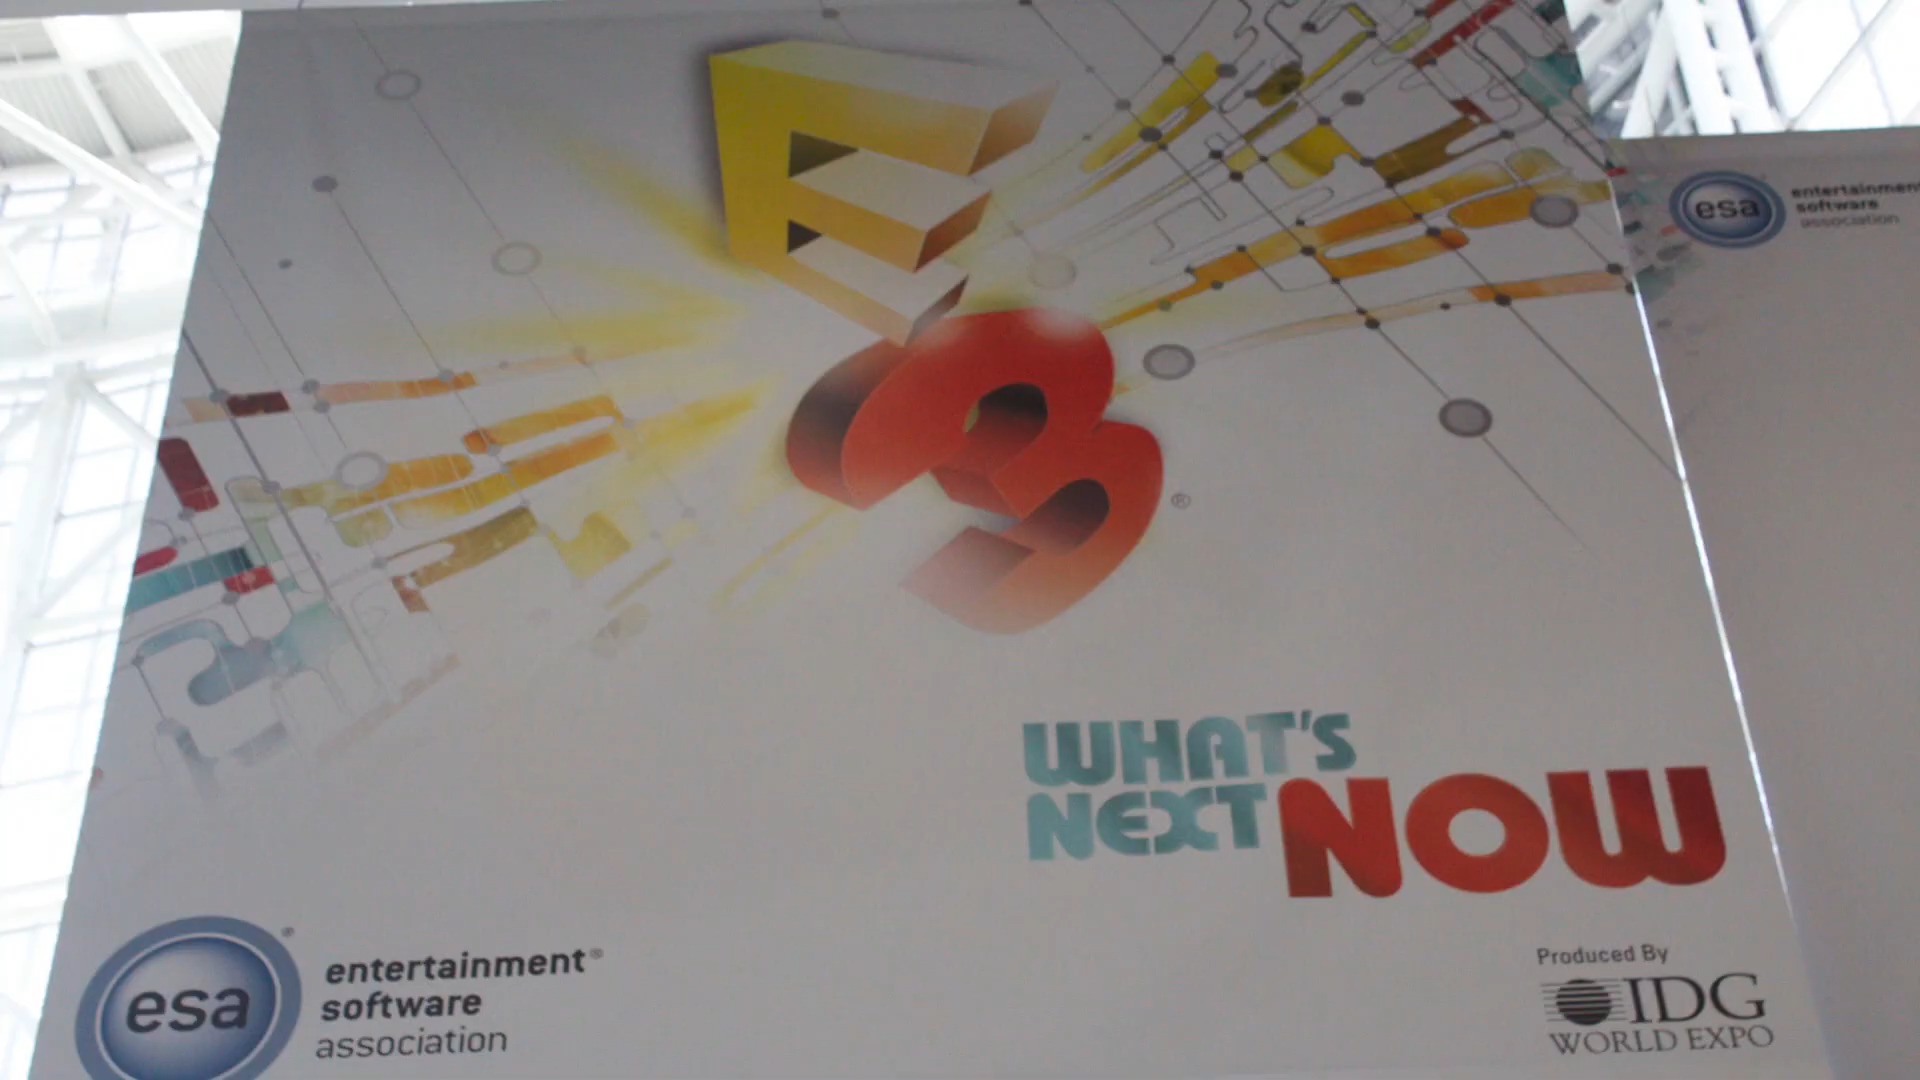 E3®
WHAT'S
NEXT NOW
esa®
entertainment®
software
association
Produced By
IDG
WORLD EXPO
esa
entertainment
software
association